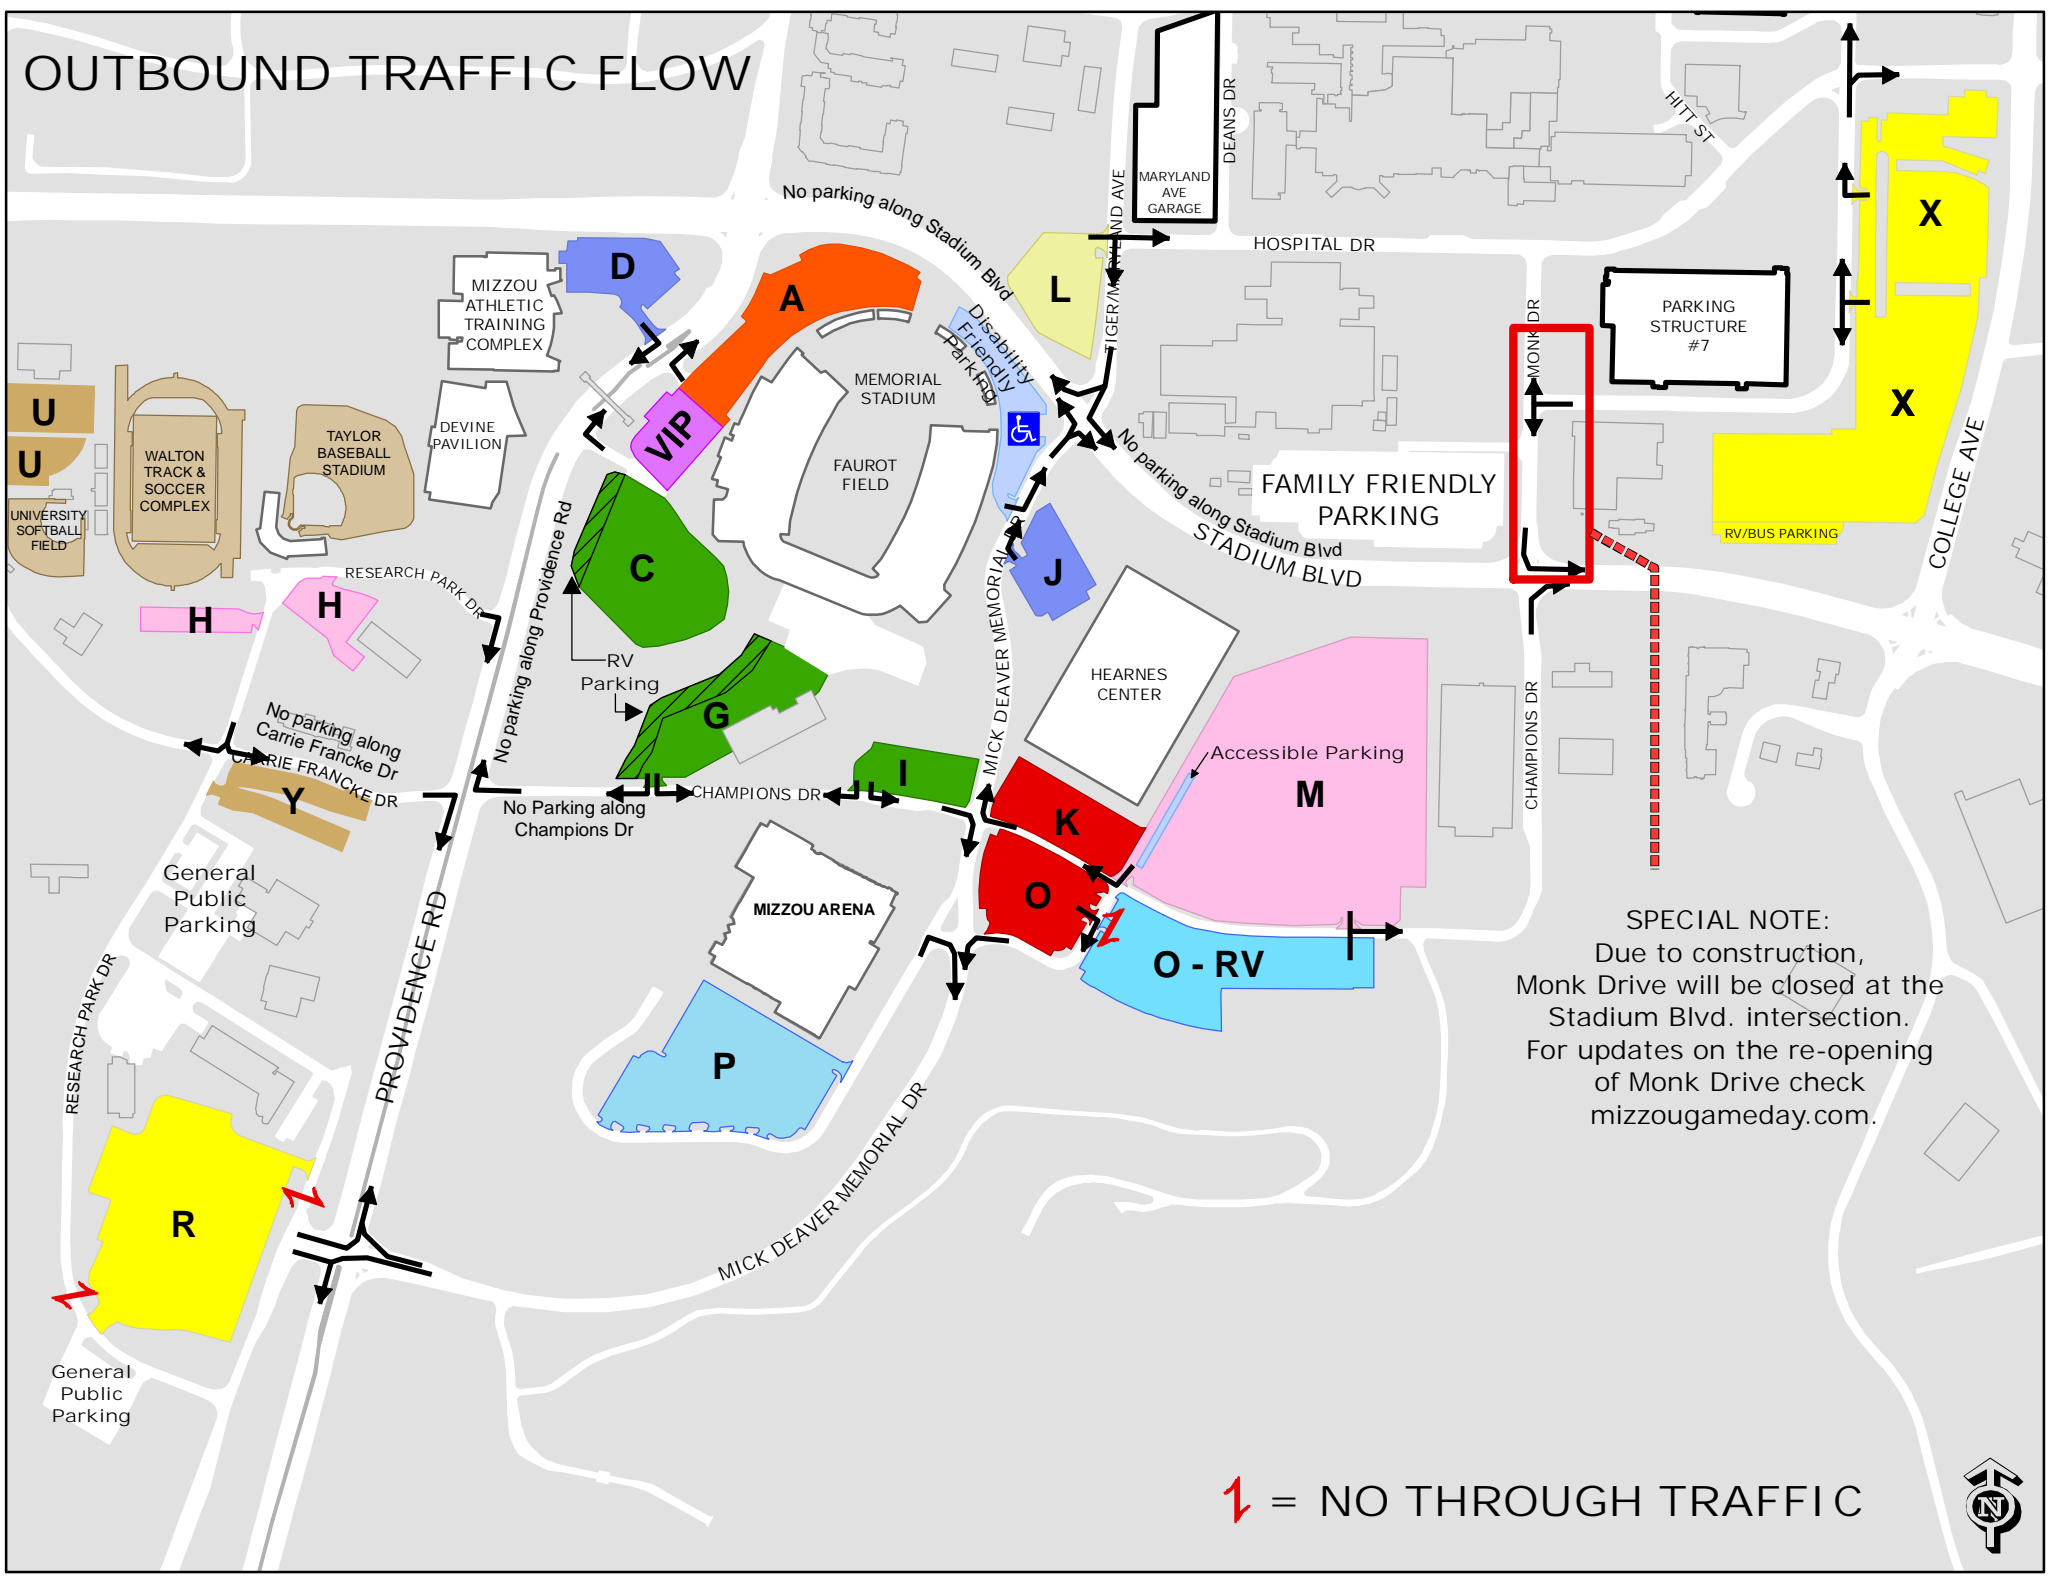 OUTBOUND TRAFFIC FLOW
No parking along Stadium Blvd
MARYLAND
AVE
GARAGE
DEANS DR
HITT ST
TIGER/MARYLAND AVE
HOSPITAL DR
X
D
A
L
MIZZOU
ATHLETIC
TRAINING
COMPLEX
Disability
Friendly
Parking
MONK DR
PARKING
STRUCTURE
#7
MEMORIAL
STADIUM
X
U
U
DEVINE
PAVILION
VIP
TAYLOR
BASEBALL
STADIUM
WALTON
TRACK &
SOCCER
COMPLEX
FAUROT
FIELD
No parking along Stadium Blvd
STADIUM BLVD
FAMILY FRIENDLY
PARKING
COLLEGE AVE
UNIVERSITY
SOFTBALL
FIELD
RV/BUS PARKING
RESEARCH PARK DR
No parking along Providence Rd
C
J
MICK DEAVER MEMORIAL DR
H
H
RV
Parking
HEARNES
CENTER
G
No parking along
Carrie Francke Dr
CARRIE FRANCKE DR
Accessible Parking
CHAMPIONS DR
I
M
Y
CHAMPIONS DR
No Parking along
Champions Dr
K
General
Public
Parking
O
MIZZOU ARENA
PROVIDENCE RD
O - RV
SPECIAL NOTE:
Due to construction,
Monk Drive will be closed at the
Stadium Blvd. intersection.
For updates on the re-opening
of Monk Drive check
mizzougameday.com.
RESEARCH PARK DR
P
MICK DEAVER MEMORIAL DR
R
General
Public
Parking
= NO THROUGH TRAFFIC
N